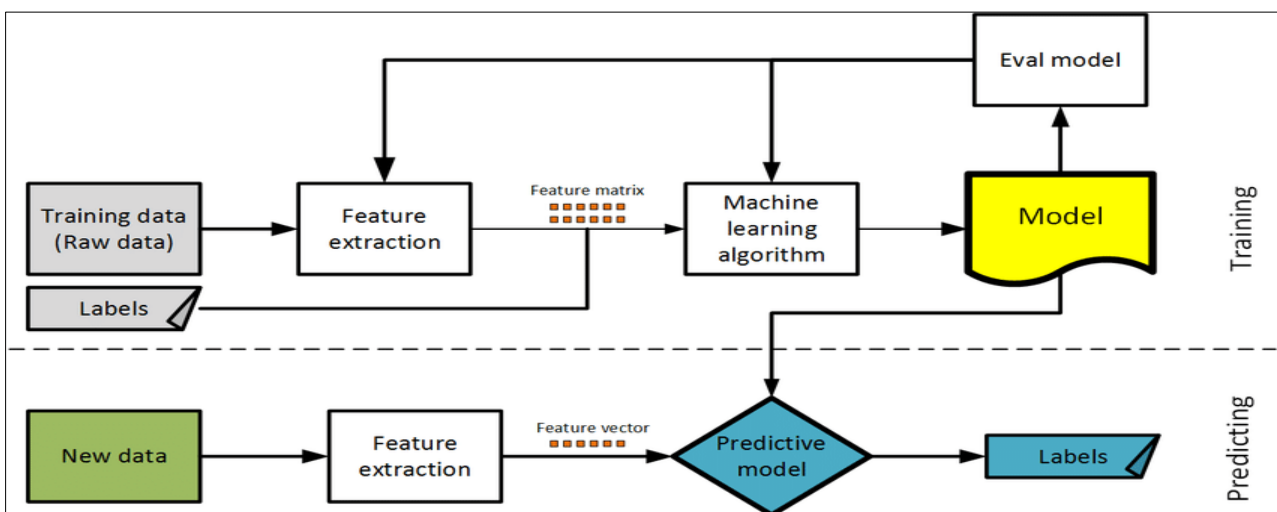 Eval model
Training data
(Raw data)
Feature
extraction
Feature matrix
Machine
learning
algorithm
Model
Training
Labels
New data
Feature
extraction
Feature vector
Predictive
model
Labels
Predicting